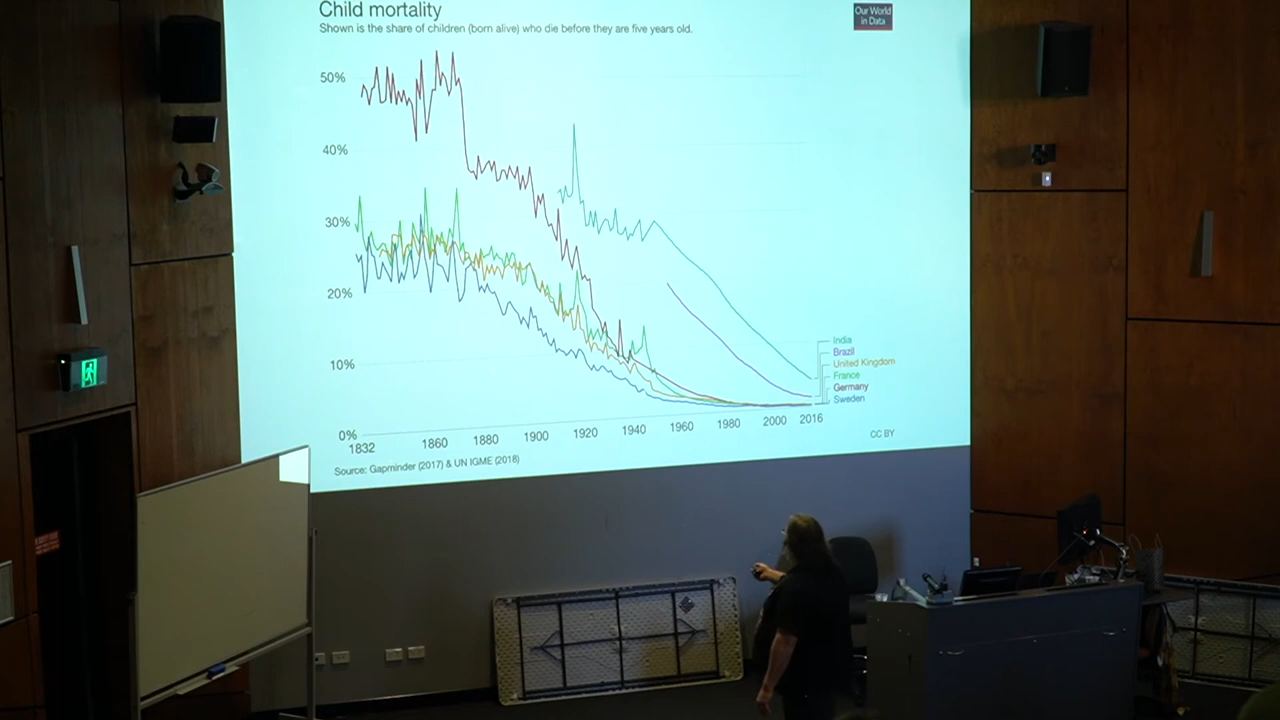 Child mortality
Shown is the share of children (born alive) who die before they are five years old.
Our World
in Data
50%
40%
30%
20%
10%
0%
1832
1860
1880
1900
1920
1940
1960
1980
2000
2016
India
Brazil
United Kingdom
France
Germany
Sweden
Source: Gapminder (2017) & UN IGME (2018)
CC BY